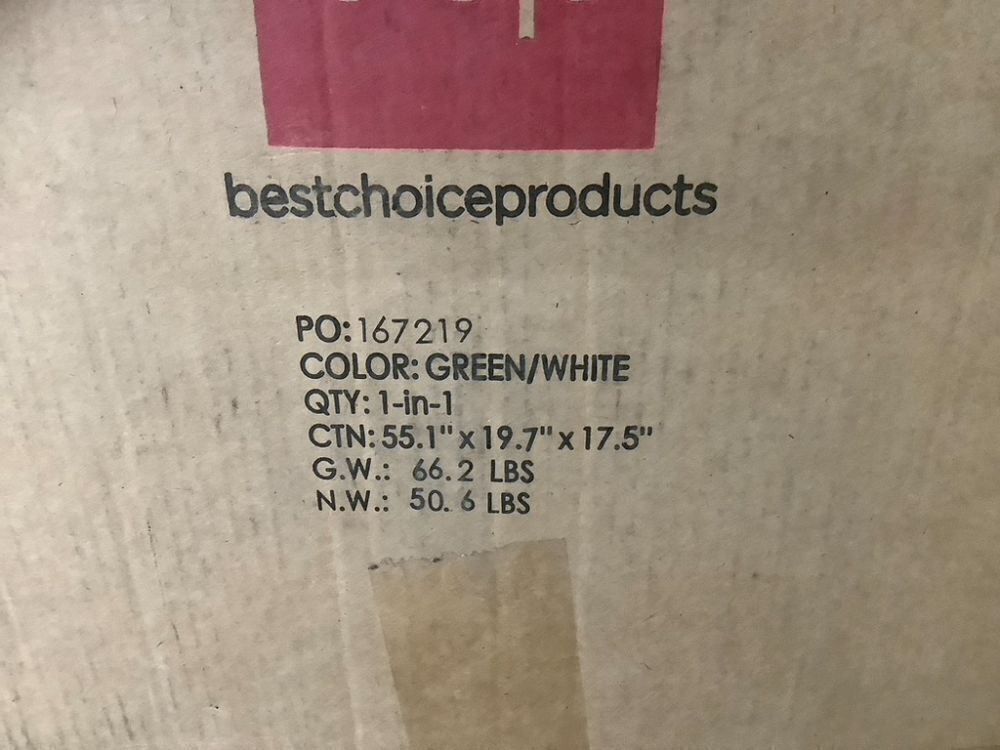 bestchoiceproducts
PO:167219
COLOR: GREEN/WHITE
QTY: 1-in-1
CTN: 55.1" x 19.7" x 17.5"
G.W.: 66.2 LBS
N.W.: 50.6 LBS